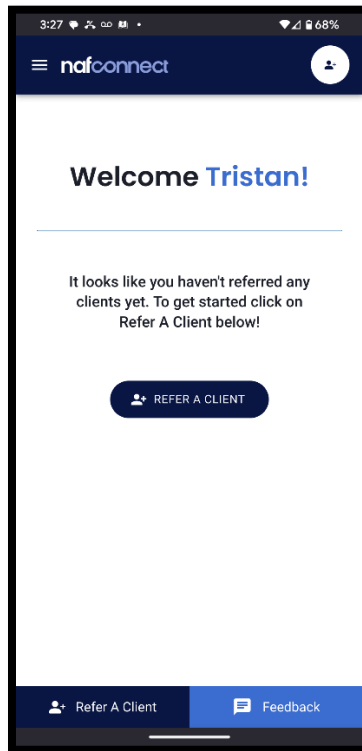 3:27 68%
nafconnect
Welcome Tristan!
It looks like you haven't referred any
clients yet. To get started click on
Refer A Client below!
REFER A CLIENT
Refer A Client Feedback